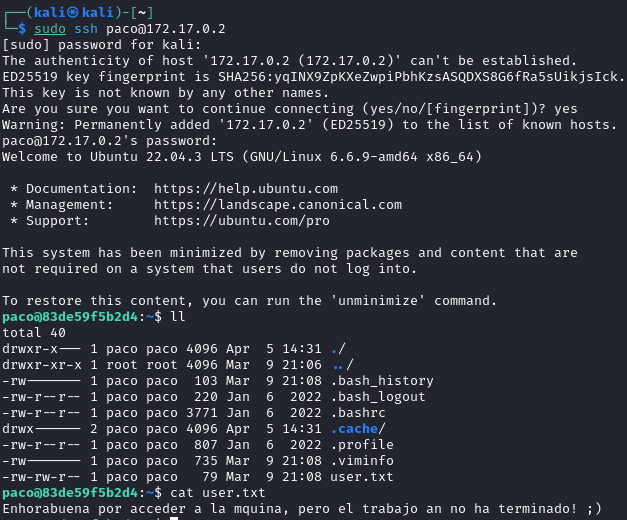 ┌──(kali㉿kali)-[~]
└─$ sudo ssh paco@172.17.0.2
[sudo] password for kali:
The authenticity of host '172.17.0.2 (172.17.0.2)' can't be established.
ED25519 key fingerprint is SHA256:yqINX9ZpKXeZwpiPbhKzsASQDXS8G6fRa5sUikjsIck.
This key is not known by any other names.
Are you sure you want to continue connecting (yes/no/[fingerprint])? yes
Warning: Permanently added '172.17.0.2' (ED25519) to the list of known hosts.
paco@172.17.0.2's password:
Welcome to Ubuntu 22.04.3 LTS (GNU/Linux 6.6.9-amd64 x86_64)
* Documentation:  https://help.ubuntu.com
* Management:     https://landscape.canonical.com
* Support:        https://ubuntu.com/pro
This system has been minimized by removing packages and content that are
not required on a system that users do not log into.
To restore this content, you can run the 'unminimize' command.
paco@83de59f5b2d4:~$ ll
total 40
drwxr-x--- 1 paco paco 4096 Apr  5 14:31 ./
drwxr-xr-x 1 root root 4096 Mar  9 21:06 ../
-rw------- 1 paco paco  103 Mar  9 21:08 .bash_history
-rw-r--r-- 1 paco paco  220 Jan  6  2022 .bash_logout
-rw-r--r-- 1 paco paco 3771 Jan  6  2022 .bashrc
drwx------ 2 paco paco 4096 Apr  5 14:31 .cache/
-rw-r--r-- 1 paco paco  807 Jan  6  2022 .profile
-rw------- 1 paco paco  735 Mar  9 21:08 .viminfo
-rw-rw-r-- 1 paco paco   79 Mar  9 21:08 user.txt
paco@83de59f5b2d4:~$ cat user.txt
Enhorabuena por acceder a la mquina, pero el trabajo an no ha terminado! ;)